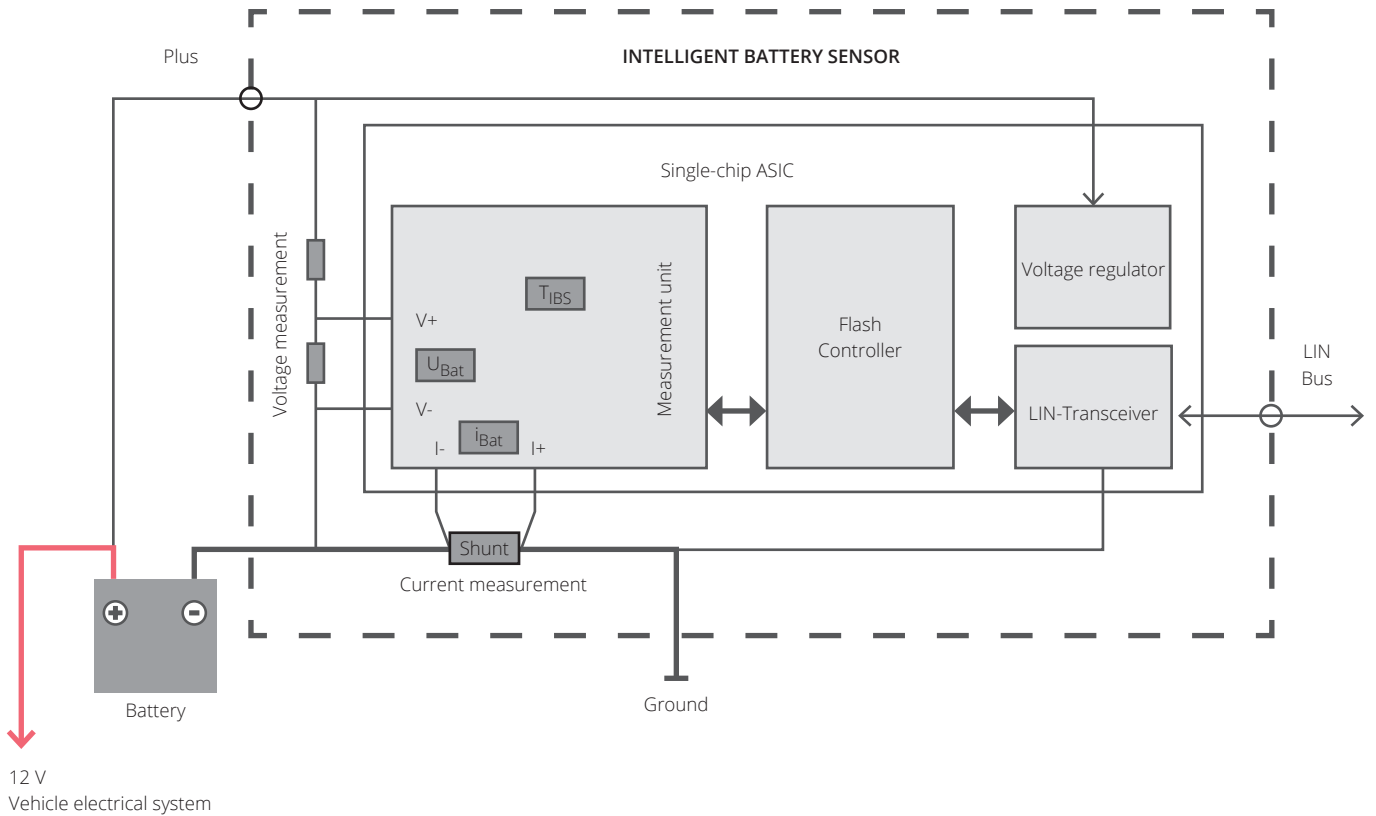 Plus
INTELLIGENT BATTERY SENSOR
Single-chip ASIC
Voltage measurement
V+
U_Bat
V-
i_Bat
I-
I+
T_IBS
Measurement unit
Flash
Controller
Voltage regulator
LIN-Transceiver
LIN
Bus
Shunt
Current measurement
+
-
Battery
Ground
12 V
Vehicle electrical system